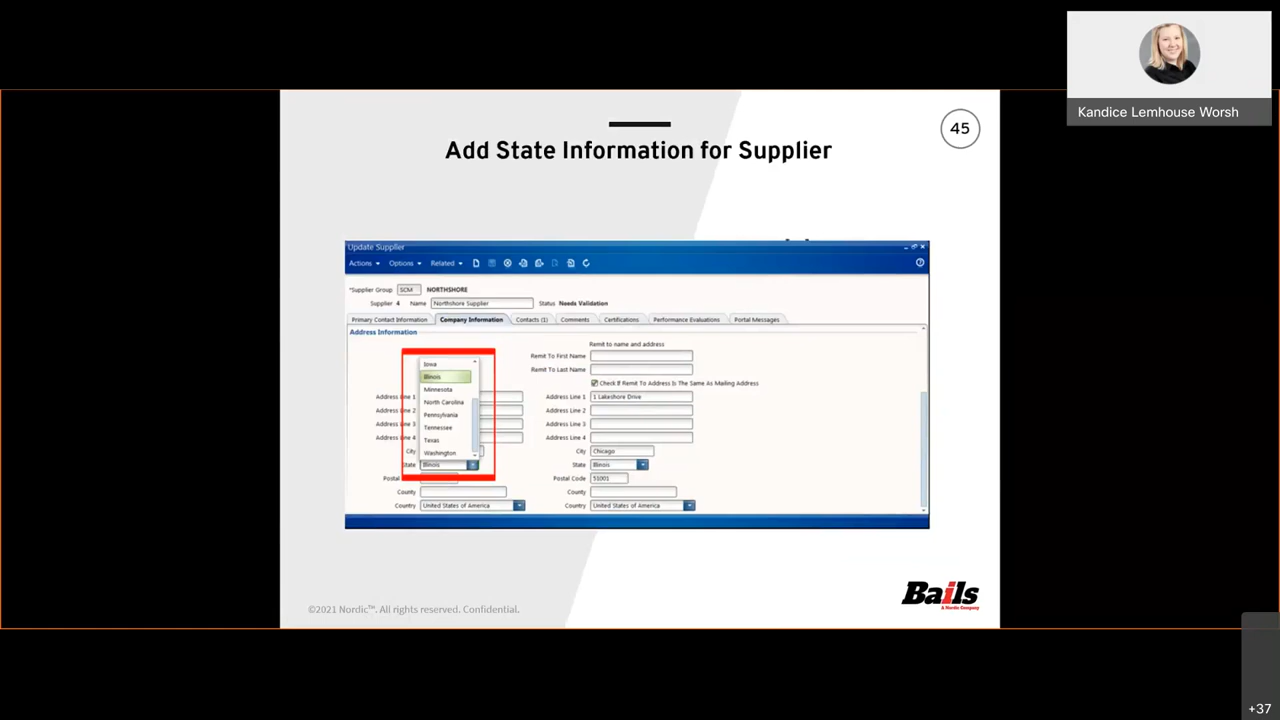 Kandice Lemhouse Worsh
45
Add State Information for Supplier
Update Supplier
Actions Options Related
*Supplier Group SCM NORTHSHORE
Supplier 4 Name Northshore Supplier Status Needs Validation
Primary Contact Information Company Information Contacts (1) Comments Certifications Performance Evaluations Portal Messages
Address Information
Remit to name and address
Remit To First Name
Remit To Last Name
Check If Remit To Address Is The Same As Mailing Address
Iowa
Illinois
Minnesota
North Carolina
Pennsylvania
Tennessee
Texas
Washington
Address Line 1
Address Line 2
Address Line 3
Address Line 4
City
State Illinois
Postal
County
Country United States of America
Address Line 1 1 Lakeshore Drive
Address Line 2
Address Line 3
Address Line 4
City Chicago
State Illinois
Postal Code 51001
County
Country United States of America
©2021 Nordic™. All rights reserved. Confidential.
Bails
A Nordic Company
+37